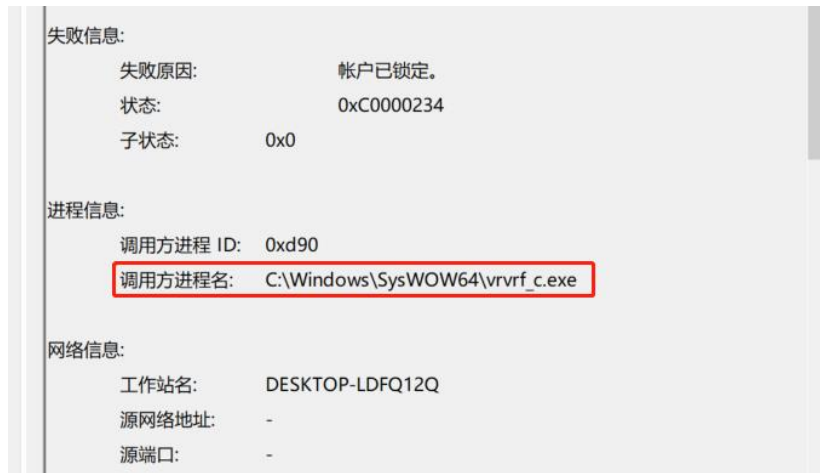 失败信息:
失败原因: 帐户已锁定。
状态: 0xC0000234
子状态: 0x0
进程信息:
调用方进程 ID: 0xd90
调用方进程名: C:\Windows\SysWOW64\vrvrf_c.exe
网络信息:
工作站名: DESKTOP-LDFQ12Q
源网络地址: -
源端口: -